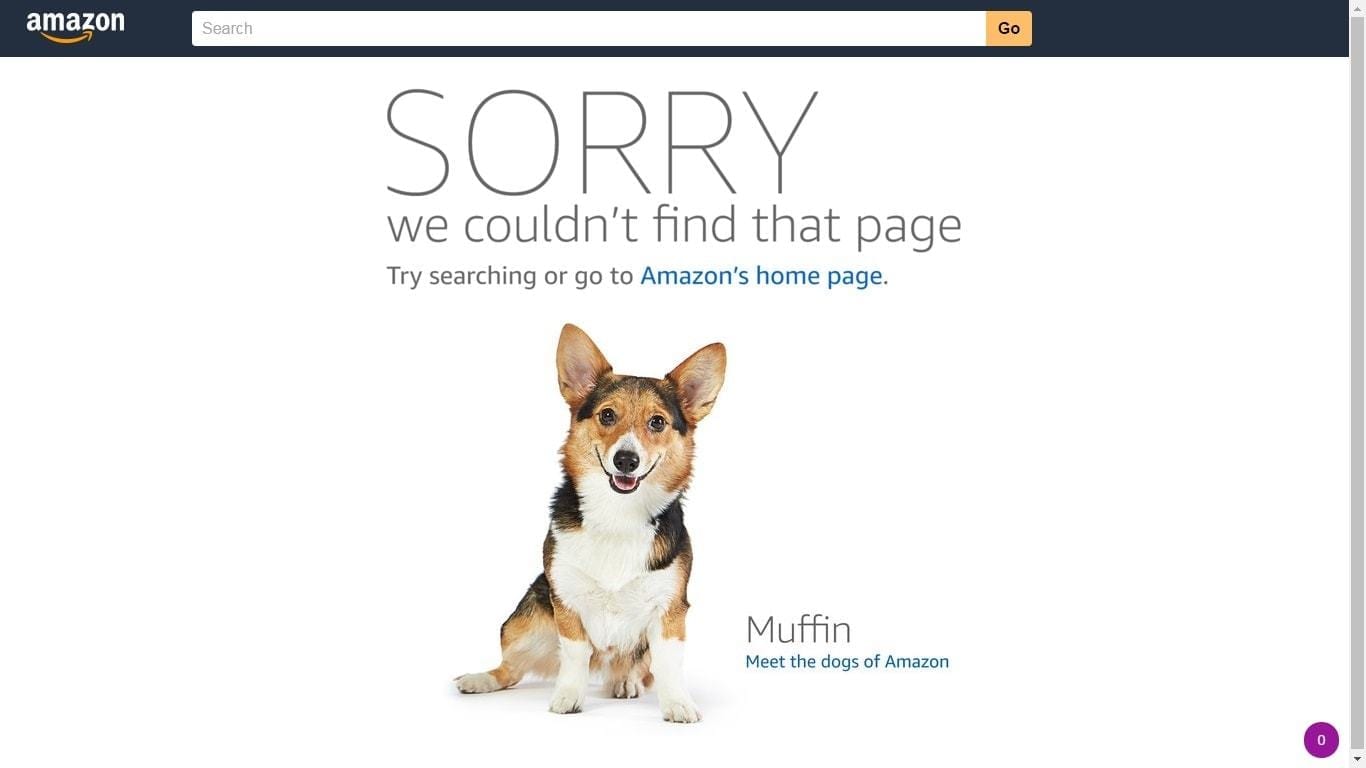 amazon
Search
Go
SORRY
we couldn't find that page
Try searching or go to Amazon's home page.
Muffin
Meet the dogs of Amazon
0